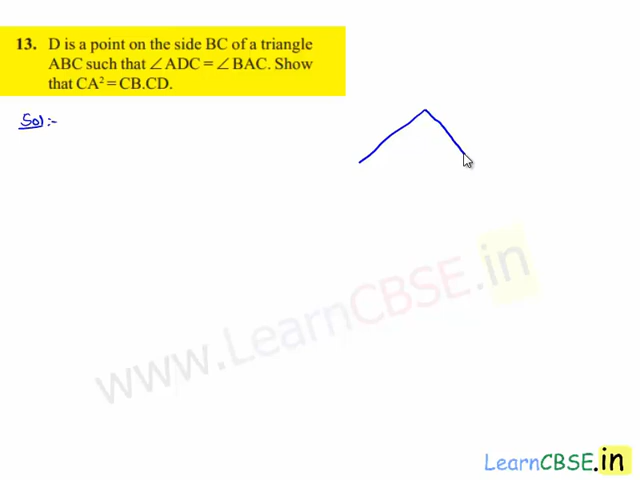 13. D is a point on the side BC of a triangle
ABC such that ∠ADC = ∠BAC. Show
that CA² = CB.CD.
Sol :-
www.LearnCBSE.in
LearnCBSE.in